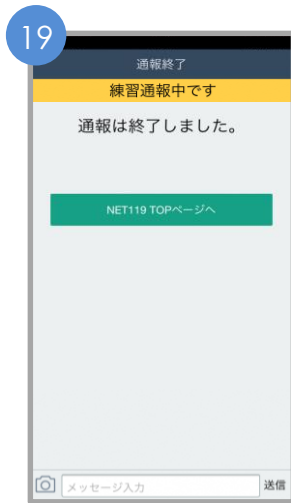 19
通報終了
練習通報中です
通報は終了しました。
NET119 TOPページへ
メッセージ入力
送信